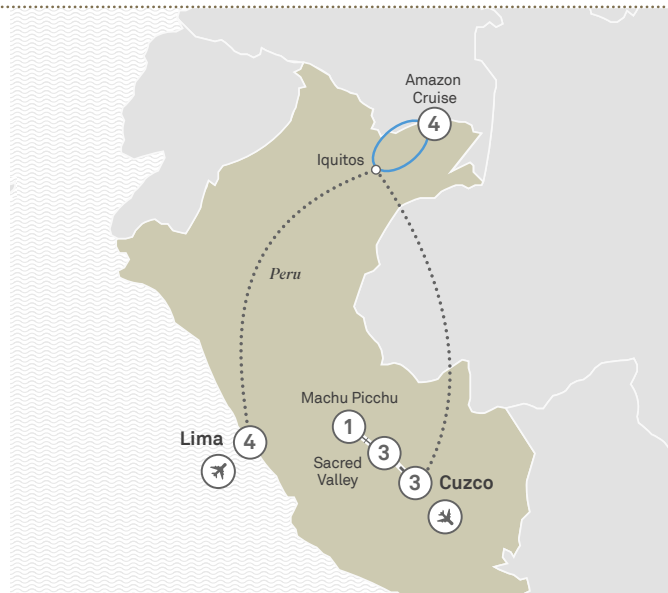 Amazon
Cruise
4
Iquitos
Peru
Machu Picchu
1
Lima
4
3
Sacred
Valley
3
Cuzco